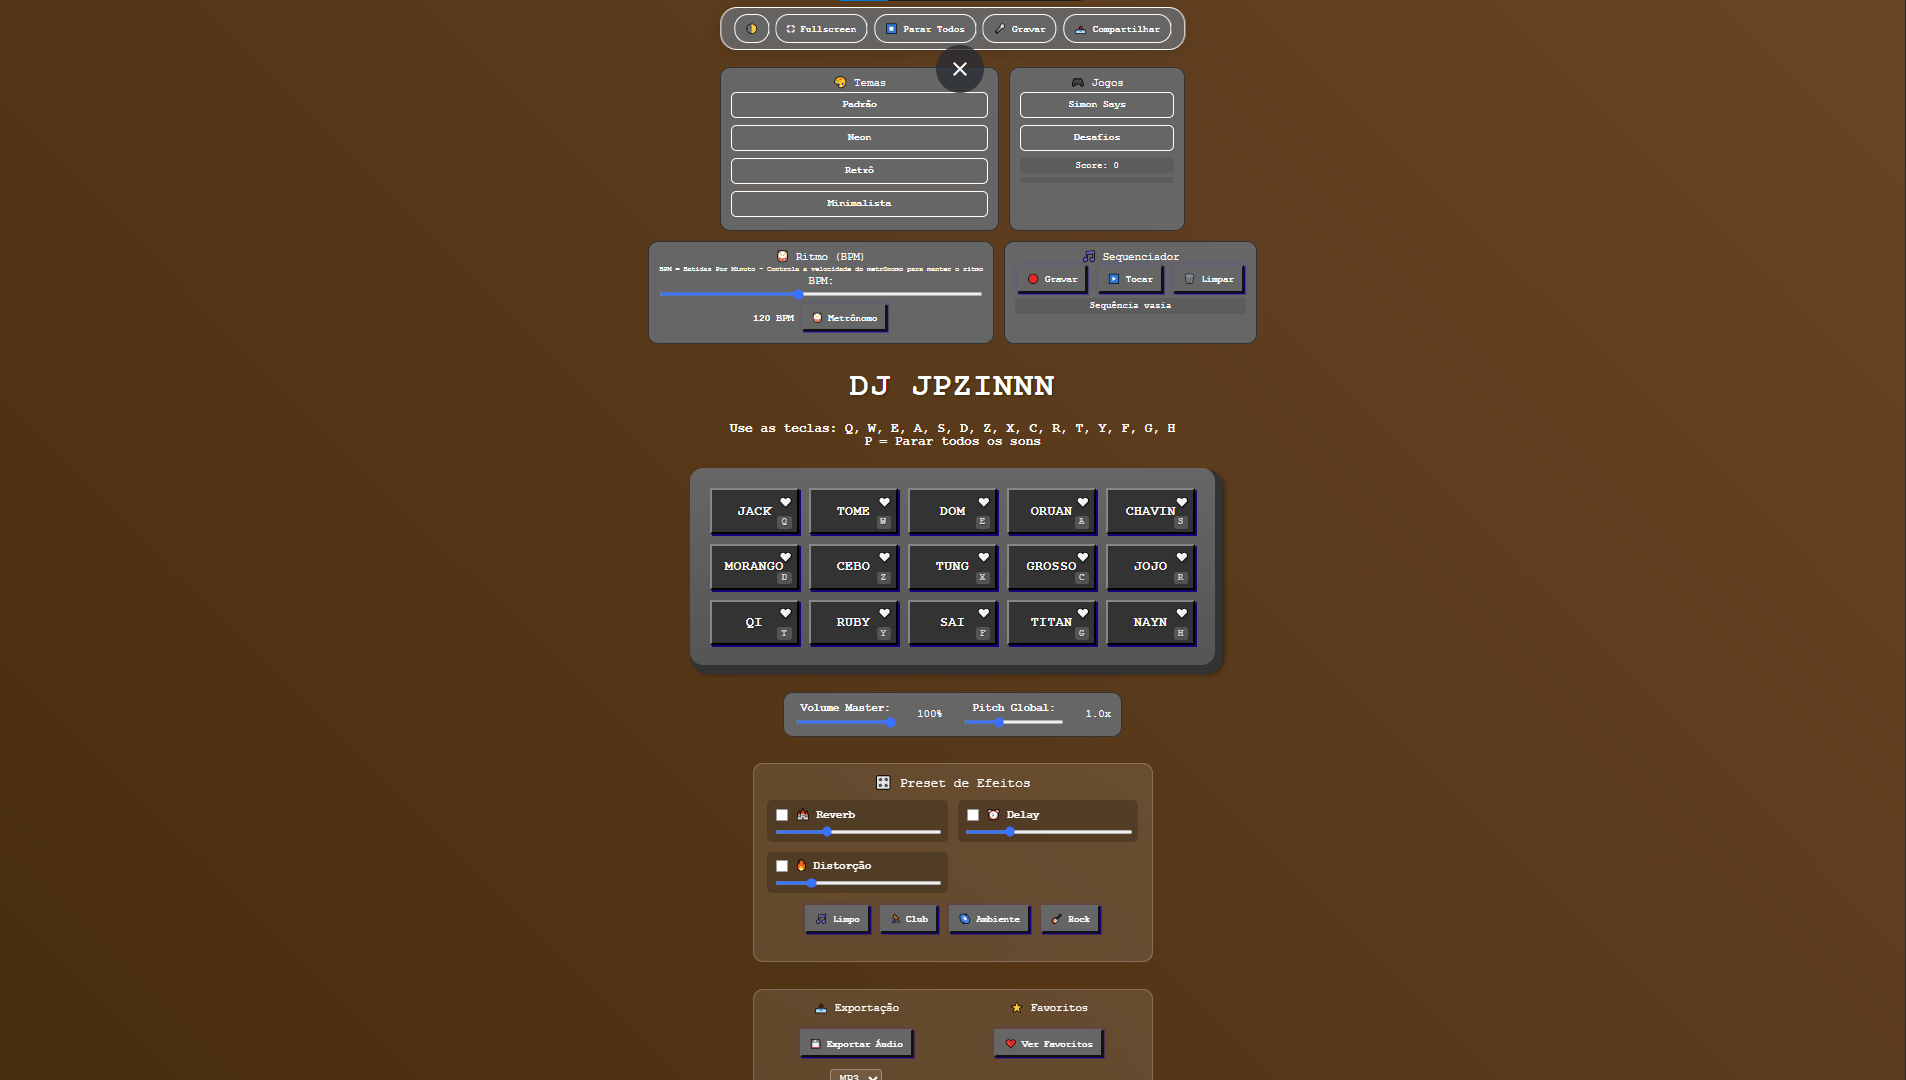 Fullscreen Parar Todos Gravar Compartilhar
Temas
Padrão
Neon
Retrô
Minimalista
Jogos
Simon Says
Desafios
Score: 0
Ritmo (BPM)
BPM = Batidas Por Minuto - Controla a velocidade do metrônomo para manter o ritmo
BPM:
120 BPM Metrônomo
Sequenciador
Gravar Tocar Limpar
Sequência vazia
DJ JPZINNN
Use as teclas: Q, W, E, A, S, D, Z, X, C, R, T, Y, F, G, H
P = Parar todos os sons
JACK Q TOME W DOM E ORUAN A CHAVIN S
MORANGO D CEBO Z TUNG X GROSSO C JOJO R
QI T RUBY Y SAI F TITAN G NAYN H
Volume Master: 100% Pitch Global: 1.0x
Preset de Efeitos
Reverb Delay
Distorção
Limpo Club Ambiente Rock
Exportação
Exportar Áudio
MP3
Favoritos
Ver Favoritos